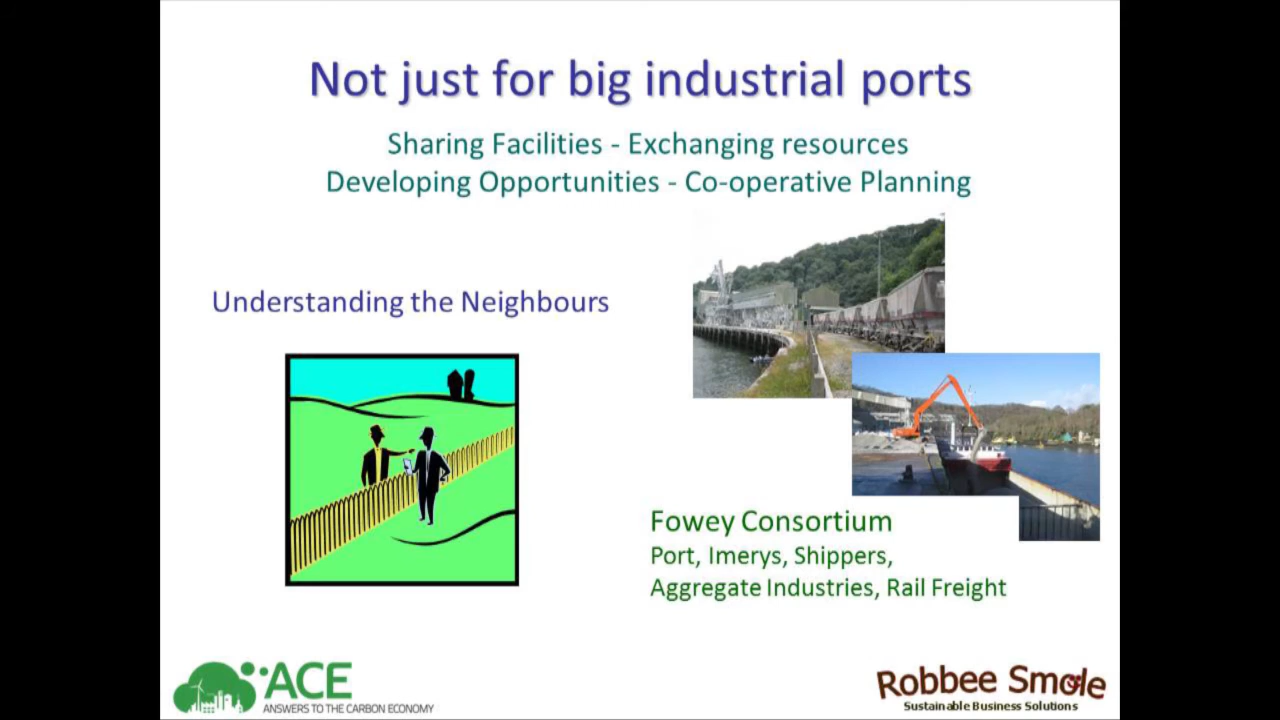 Not just for big industrial ports
Sharing Facilities - Exchanging resources
Developing Opportunities - Co-operative Planning
Understanding the Neighbours
Fowey Consortium
Port, Imerys, Shippers,
Aggregate Industries, Rail Freight
ACE
ANSWERS TO THE CARBON ECONOMY
Robbee Smole
Sustainable Business Solutions